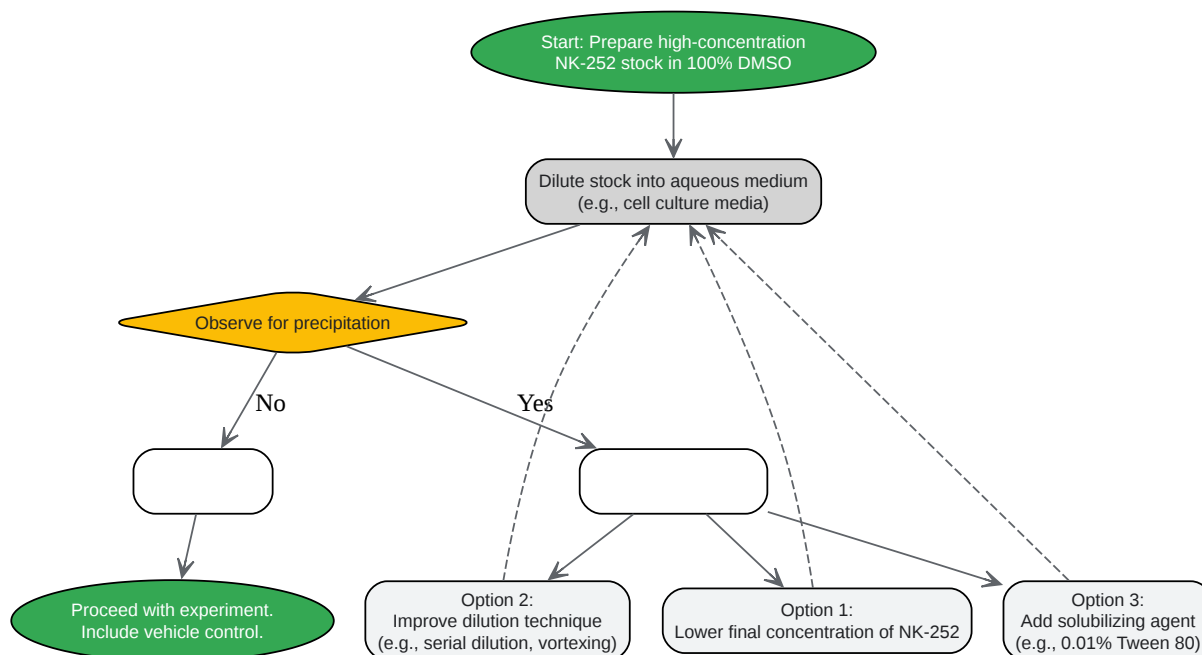 Start: Prepare high-concentration
NK-252 stock in 100% DMSO
Dilute stock into aqueous medium
(e.g., cell culture media)
Observe for precipitation
No
Yes
Proceed with experiment.
Include vehicle control.
Option 2:
Improve dilution technique
(e.g., serial dilution, vortexing)
Option 1:
Lower final concentration of NK-252
Option 3:
Add solubilizing agent
(e.g., 0.01% Tween 80)